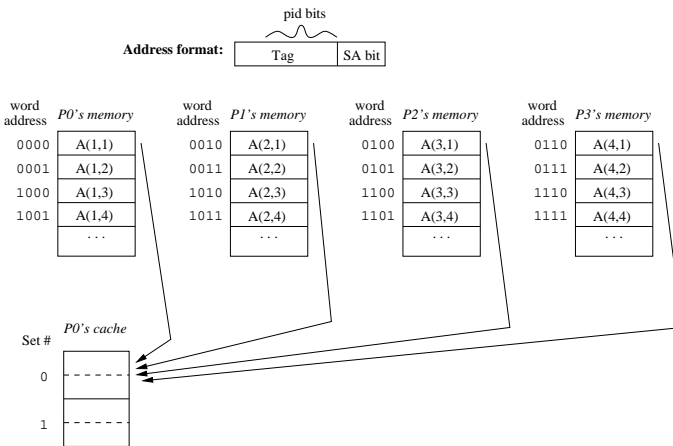 pid bits
Address format: Tag SA bit
word address P0's memory word address P1's memory word address P2's memory word address P3's memory
0000 A(1,1) 0010 A(2,1) 0100 A(3,1) 0110 A(4,1)
0001 A(1,2) 0011 A(2,2) 0101 A(3,2) 0111 A(4,2)
1000 A(1,3) 1010 A(2,3) 1100 A(3,3) 1110 A(4,3)
1001 A(1,4) 1011 A(2,4) 1101 A(3,4) 1111 A(4,4)
. . . . . . . . . . . .
Set # P0's cache
0
1